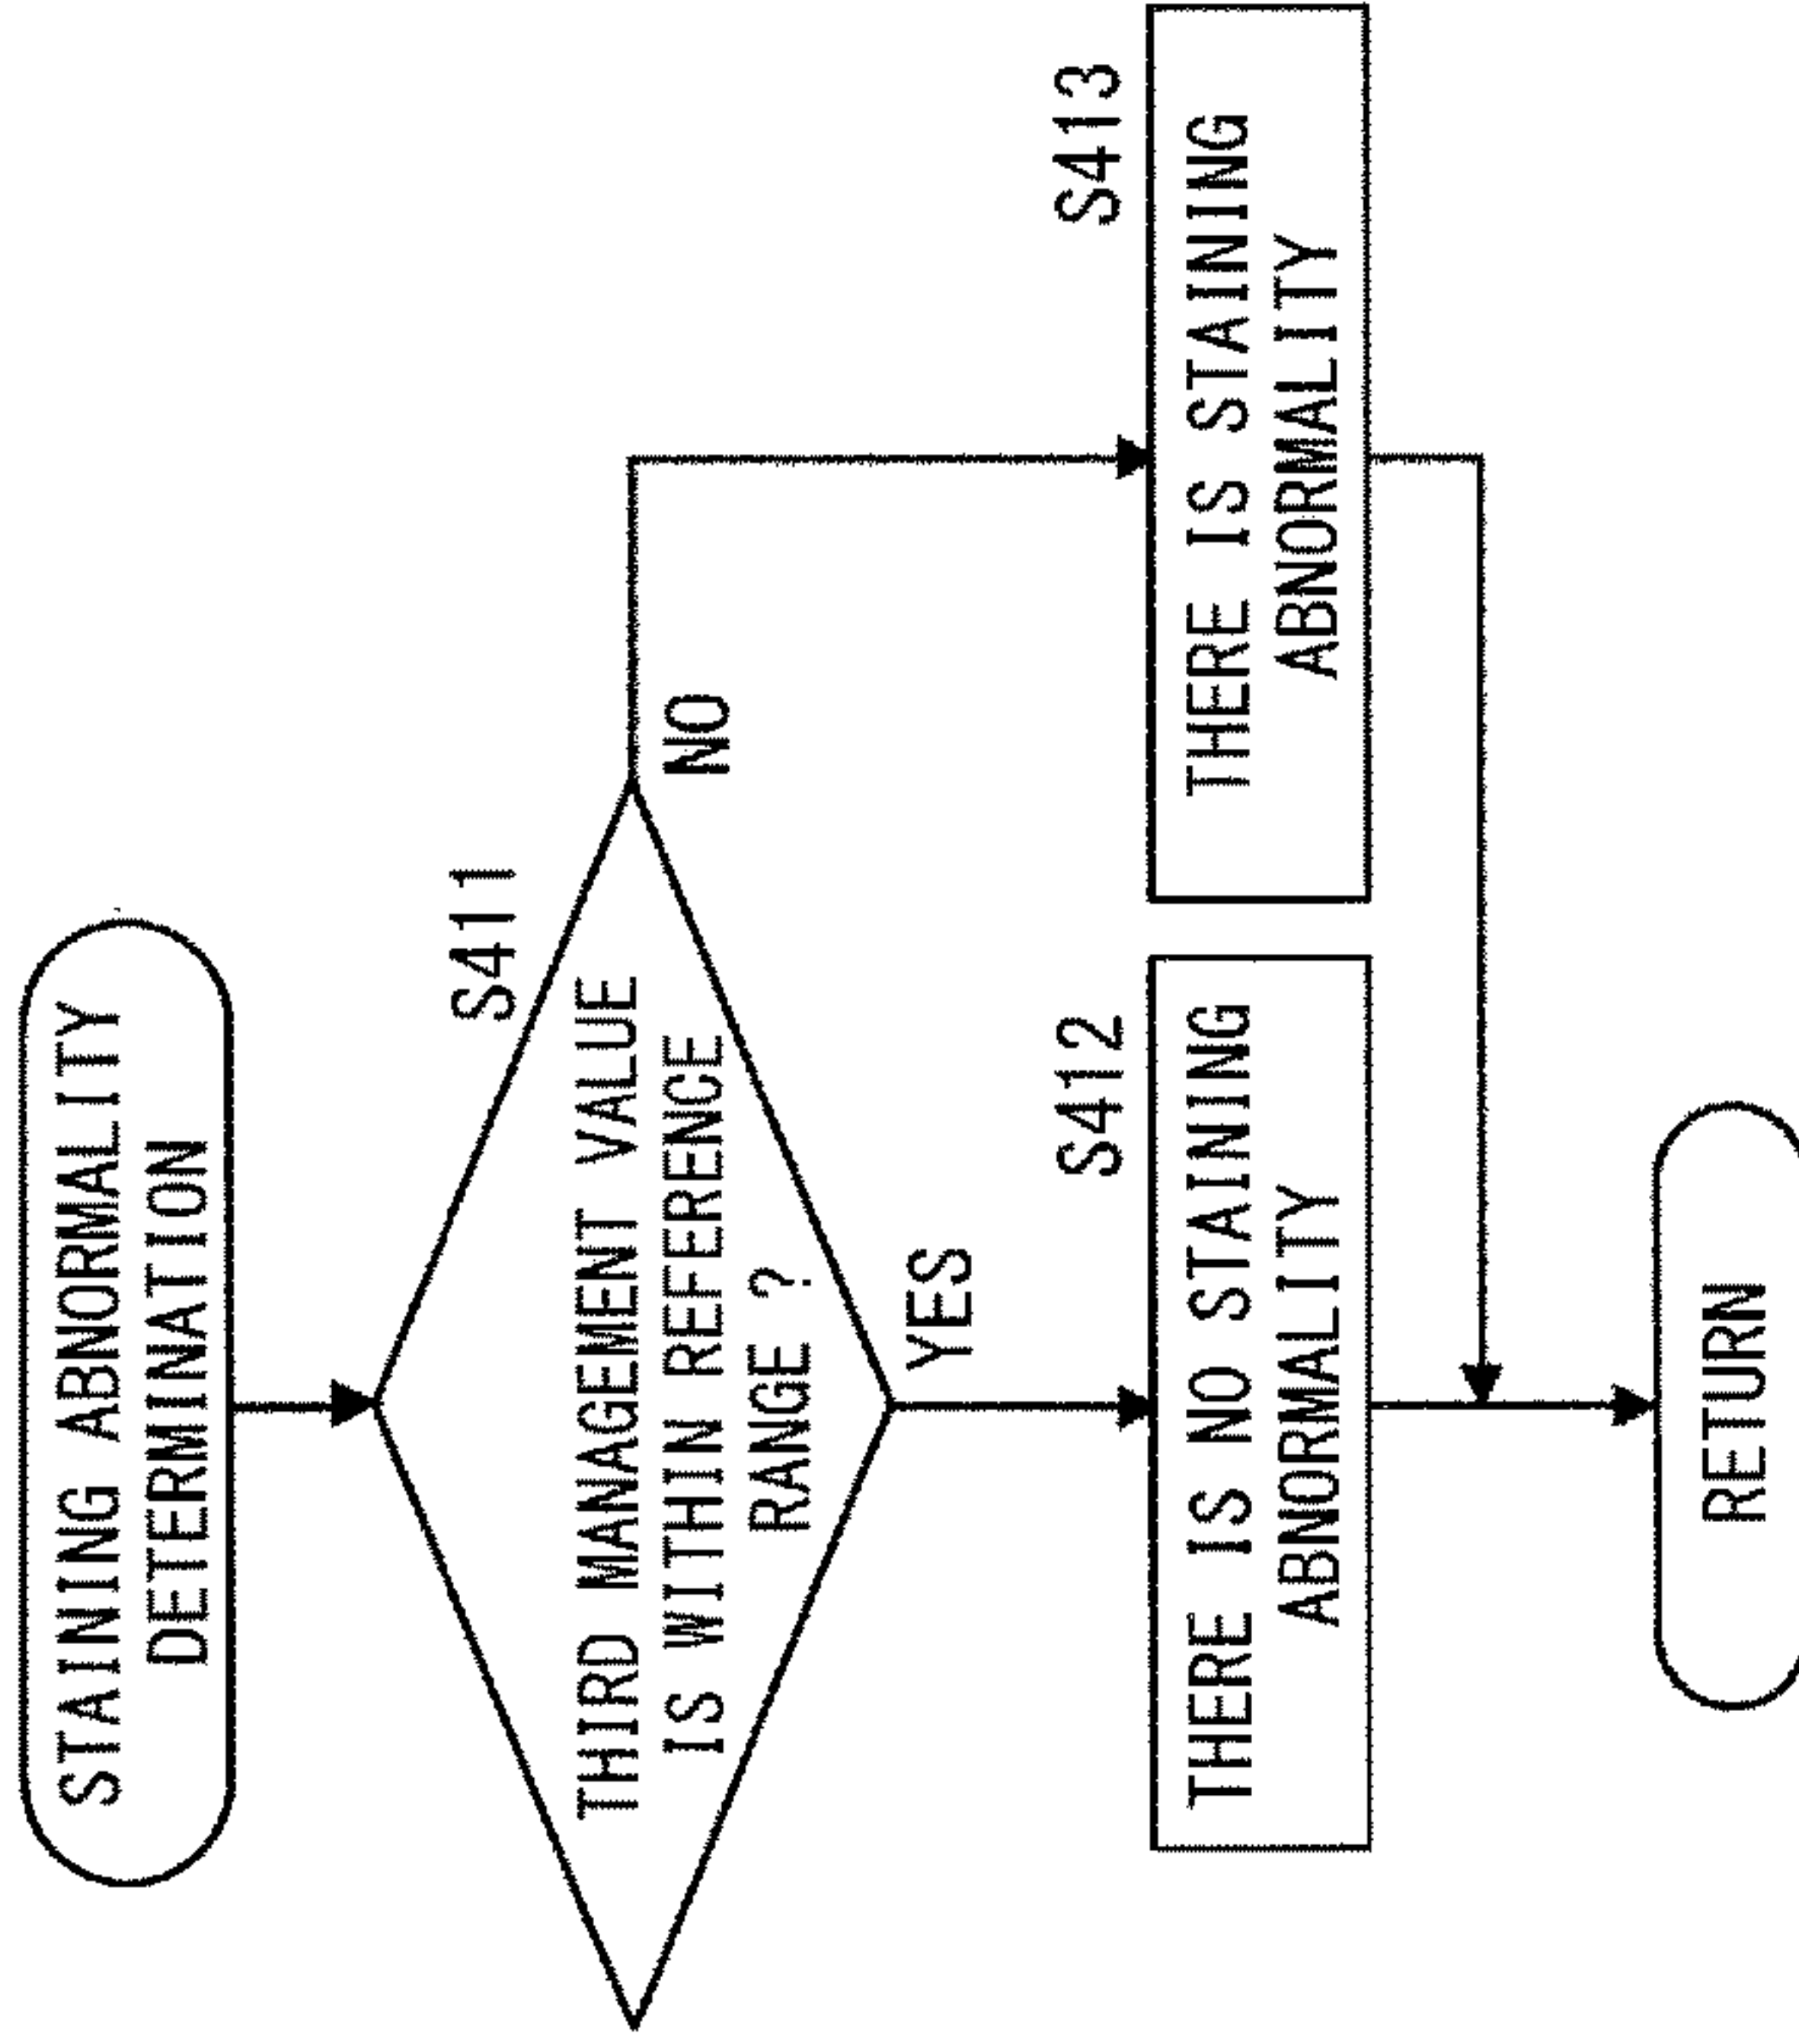 STAINING ABNORMALITY
DETERMINATION
S411
THIRD MANAGEMENT VALUE
IS WITHIN REFERENCE
RANGE ?
NO
YES
S412
THERE IS NO STAINING
ABNORMALITY
S413
THERE IS STAINING
ABNORMALITY
RETURN